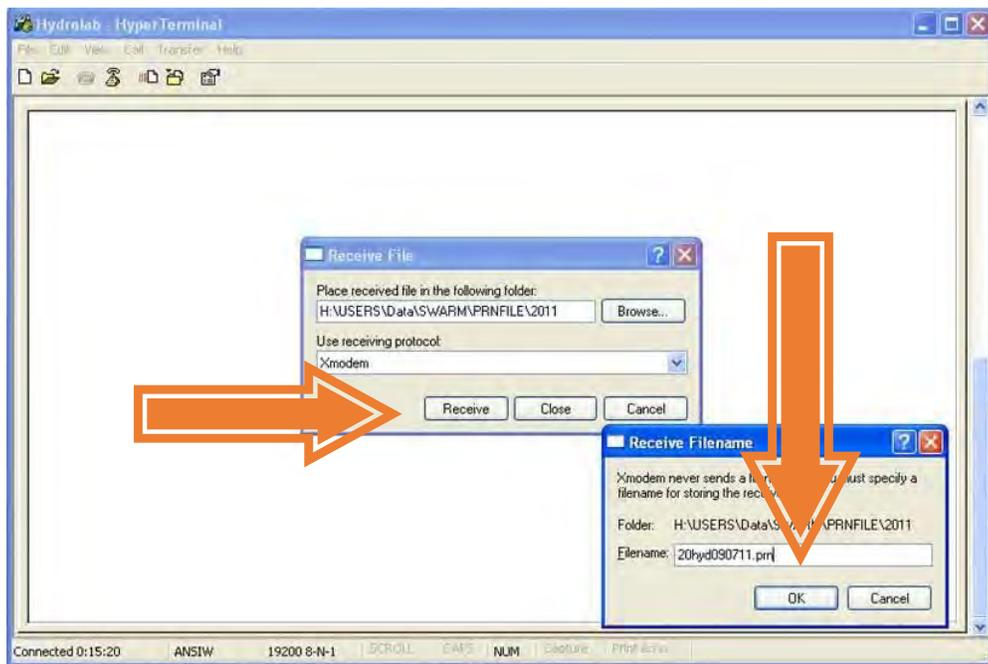 Hydrolab - HyperTerminal
File Edit View Call Transfer Help
Receive File
Place received file in the following folder:
H:\USERS\Data\SWARM\PRNFILE\2011 Browse...
Use receiving protocol:
Xmodem
Receive Close Cancel
Receive Filename
Xmodem never sends a must specify a
filename for storing the
Folder: H:\USERS\Data\ PRNFILE\2011
Filename: 20hyd090711.prn
OK Cancel
Connected 0:15:20 ANSIW 19200 8-N-1 SCROLL CAPS NUM Capture Print echo